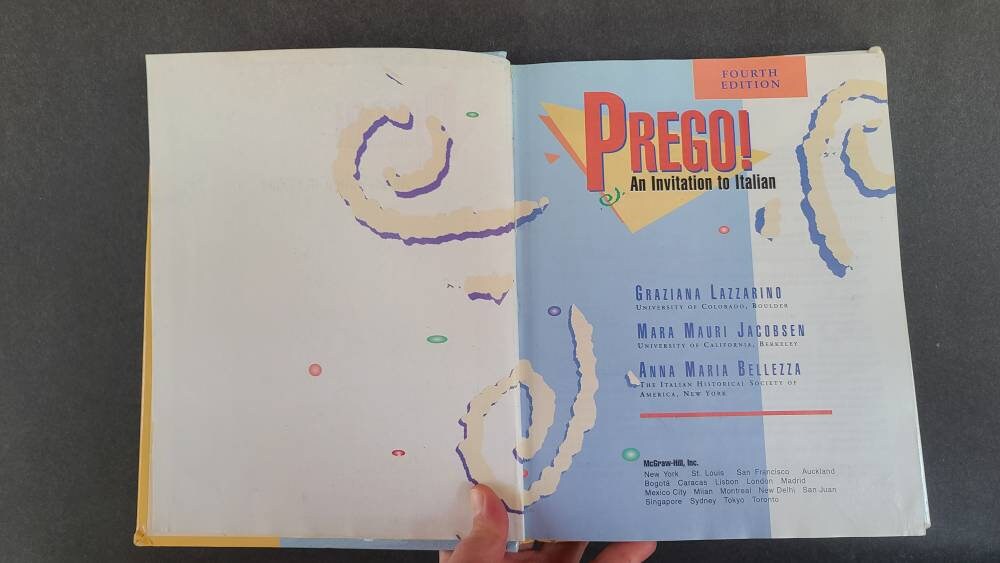 FOURTH
EDITION
PREGO!
An Invitation to Italian
GRAZIANA LAZZARINO
UNIVERSITY OF COLORADO, BOULDER
MARA MAURI JACOBSEN
UNIVERSITY OF CALIFORNIA, BERKELEY
ANNA MARIA BELLEZZA
THE ITALIAN HISTORICAL SOCIETY OF
AMERICA, NEW YORK
McGraw-Hill, Inc.
New York St. Louis San Francisco Auckland
Bogotá Caracas Lisbon London Madrid
Mexico City Milan Montreal New Delhi San Juan
Singapore Sydney Tokyo Toronto